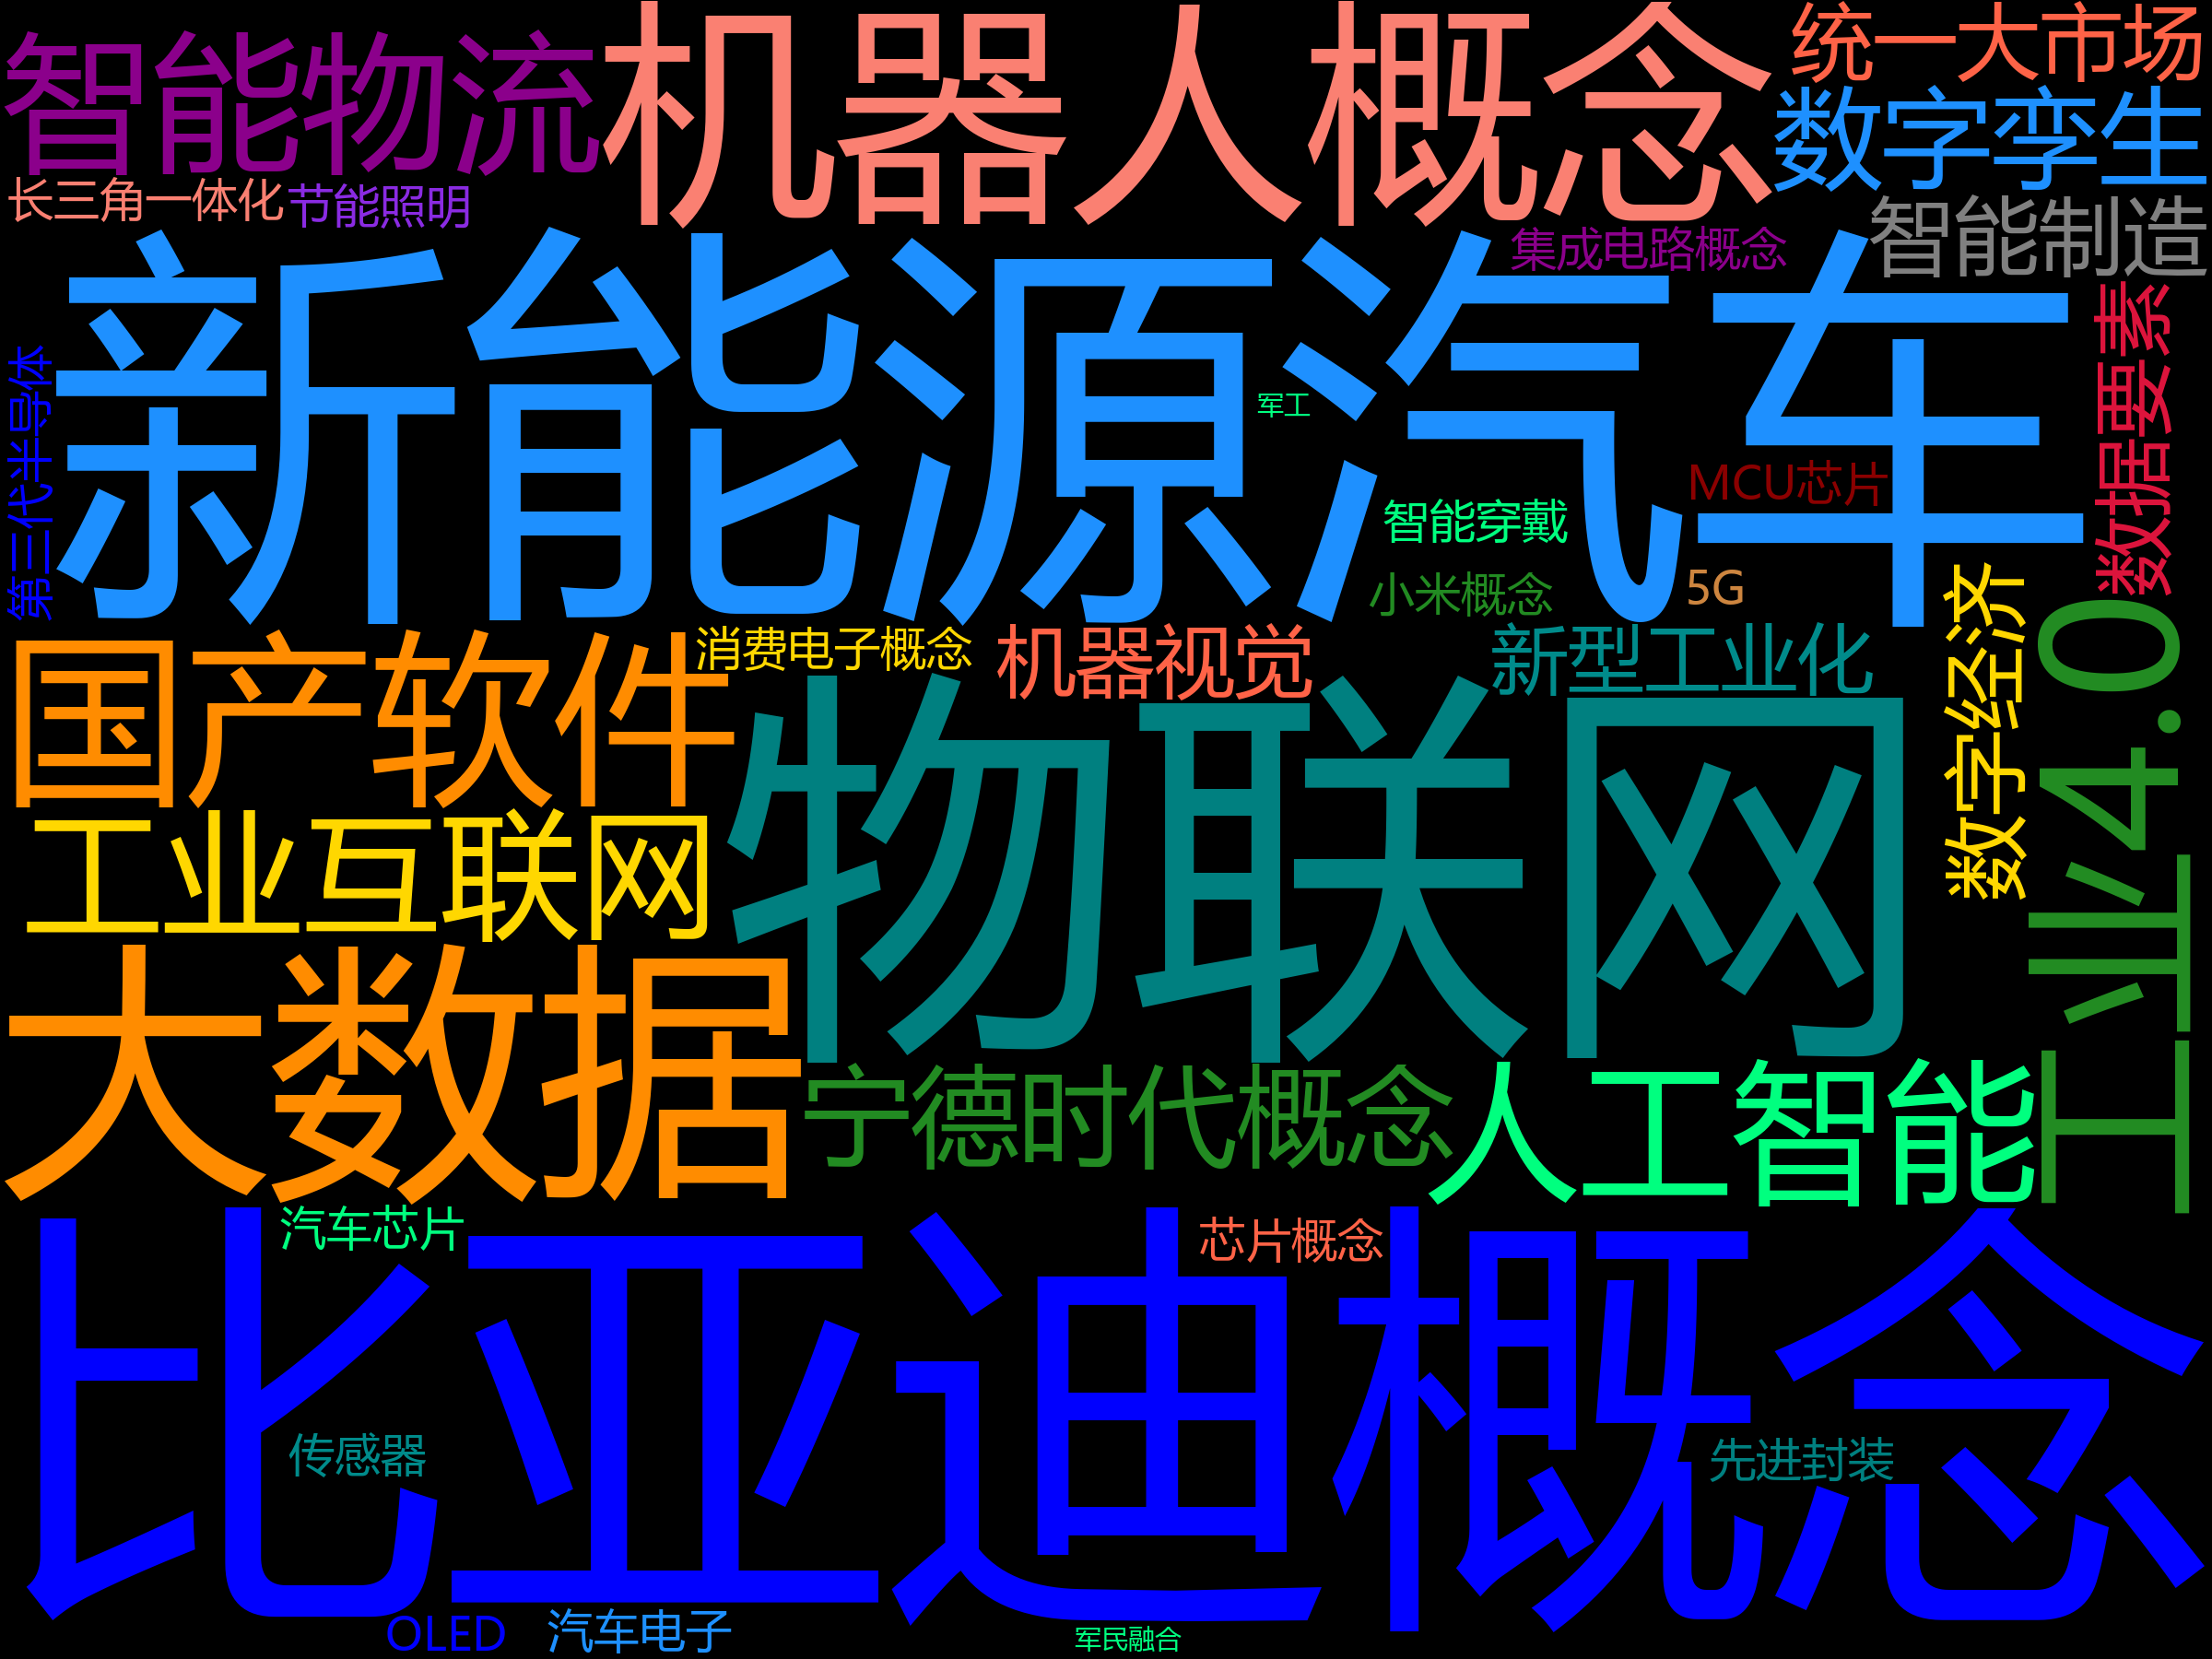 智能物流
机器人概念
统一大市场
数字孪生
长三角一体化
节能照明
集成电路概念
智能制造
新能源汽车
第三代半导体
军工
数据要素
MCU芯片
智能穿戴
小米概念
5G
国产软件
消费电子概念
机器视觉
新型工业化
数字经济
工业4.0
工业互联网
物联网
大数据
宁德时代概念
人工智能
汽车芯片
芯片概念
比亚迪概念
传感器
先进封装
OLED
汽车电子
军民融合